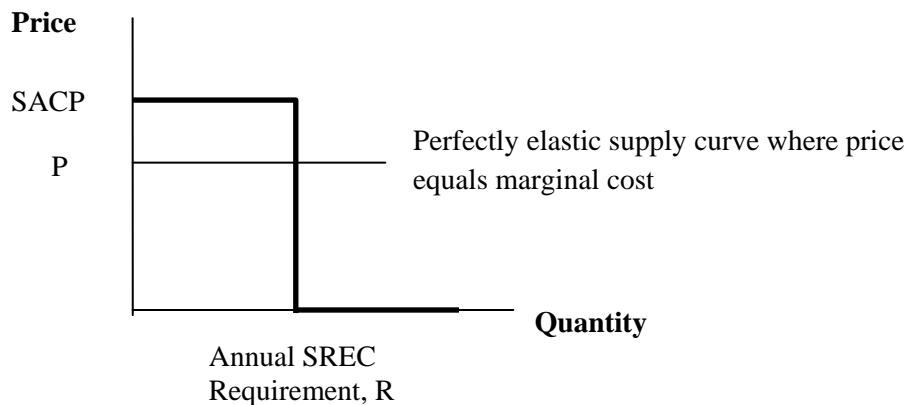 Price
SACP
Perfectly elastic supply curve where price
P
equals marginal cost
Quantity
Annual SREC
Requirement, R